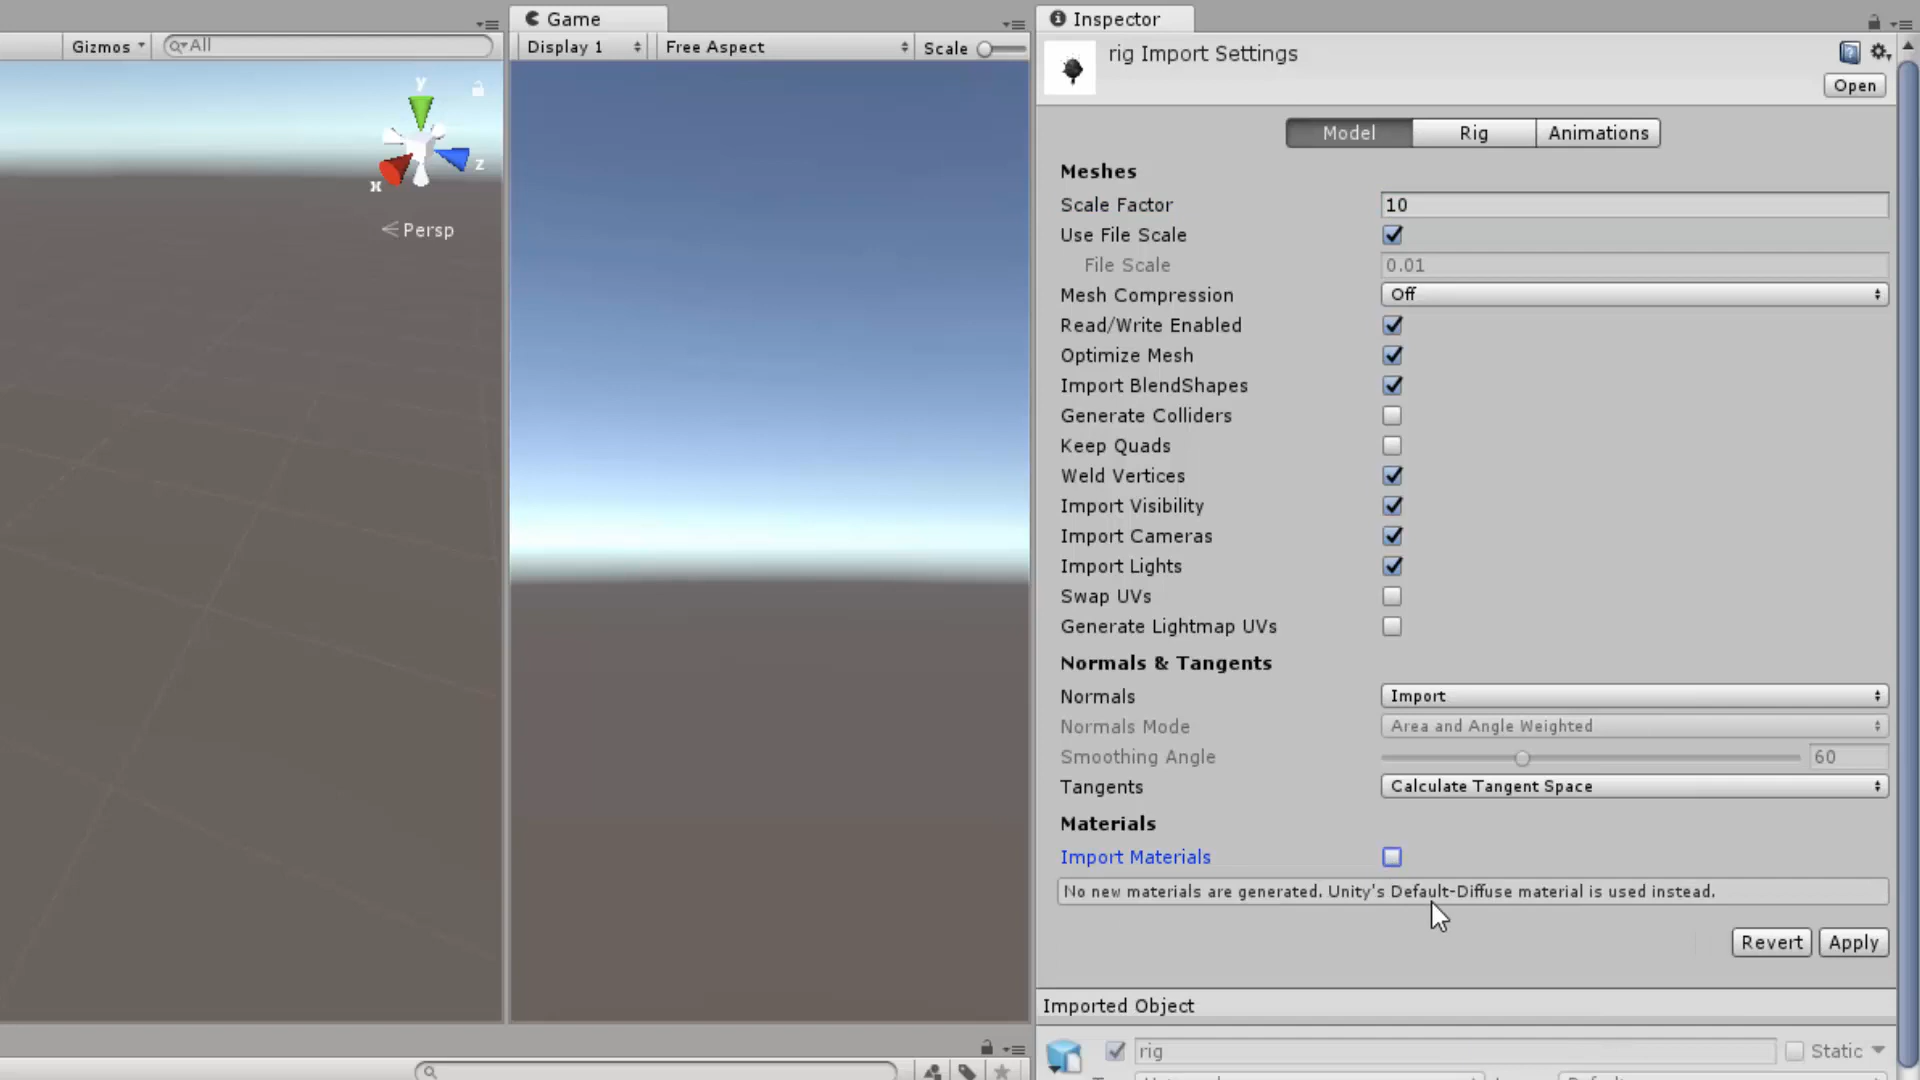 Game
Inspector
Gizmos
All
Display 1
Free Aspect
Scale
rig Import Settings
Open
y
x
z
Persp
Model
Rig
Animations
Meshes
Scale Factor
10
Use File Scale
File Scale
0.01
Mesh Compression
Off
Read/Write Enabled
Optimize Mesh
Import BlendShapes
Generate Colliders
Keep Quads
Weld Vertices
Import Visibility
Import Cameras
Import Lights
Swap UVs
Generate Lightmap UVs
Normals & Tangents
Normals
Import
Normals Mode
Area and Angle Weighted
Smoothing Angle
60
Tangents
Calculate Tangent Space
Materials
Import Materials
No new materials are generated. Unity's Default-Diffuse material is used instead.
Revert
Apply
Imported Object
rig
Static